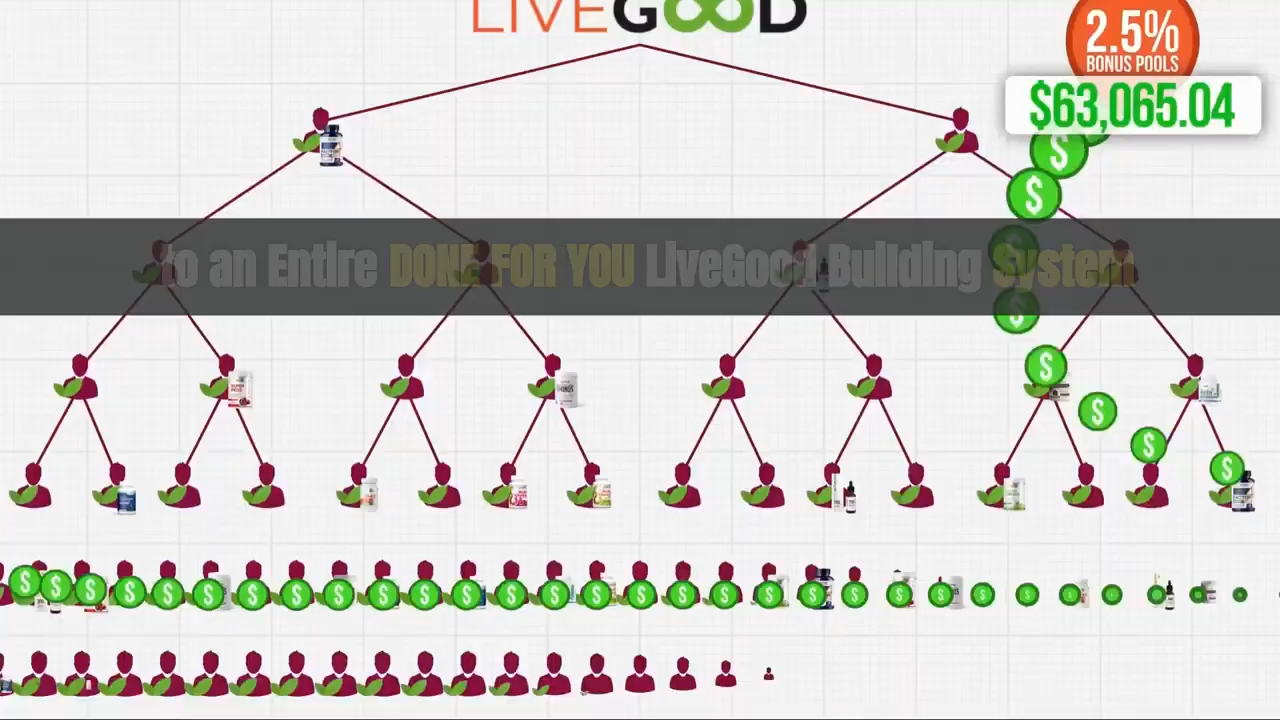 LIVEGOOD
2.5%
BONUS POOLS
$63,065.04
to an Entire DONE FOR YOU LiveGood Building System